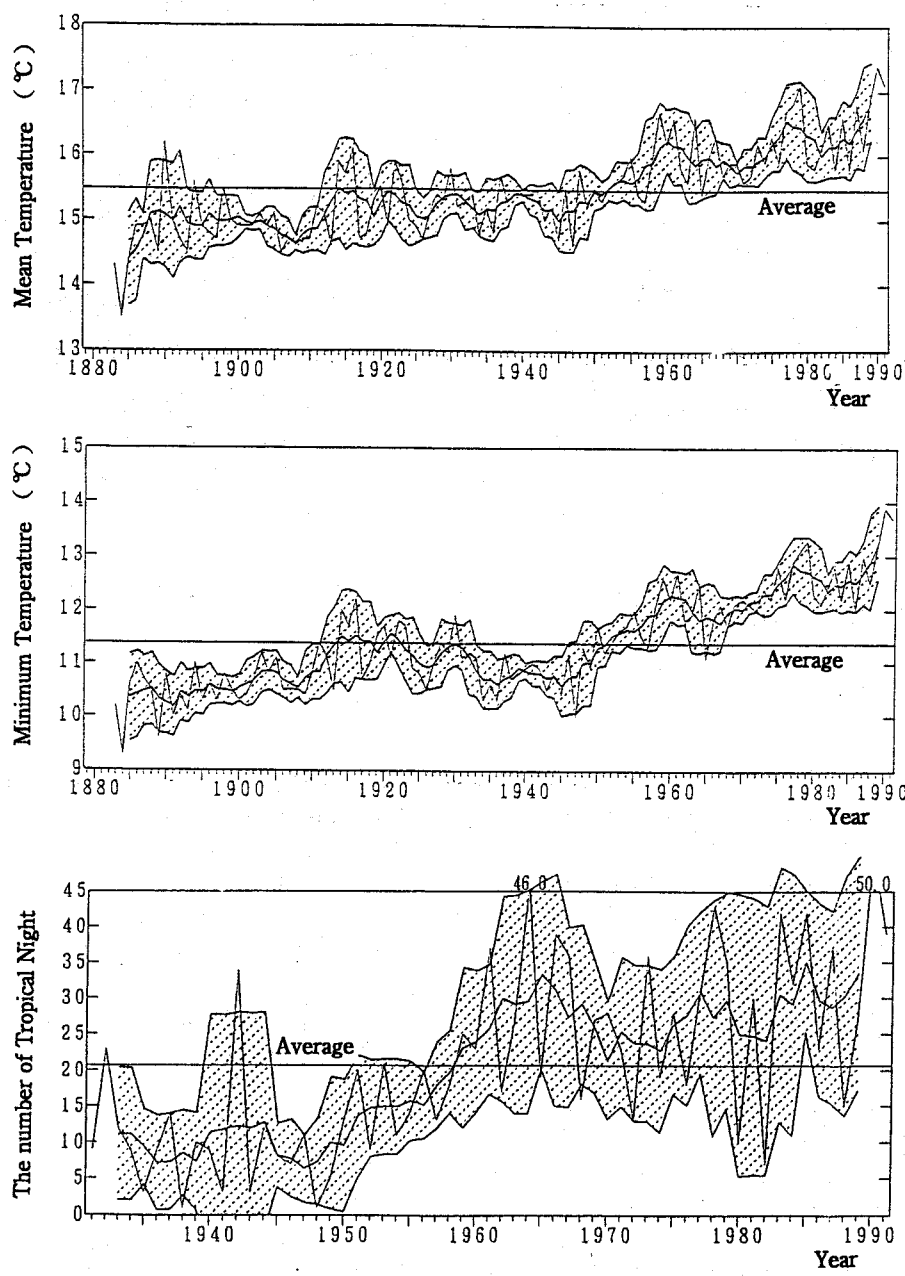 Mean Temperature (℃)
18
17
16
15
14
13
Average
1880 1900 1920 1940 1960 1980 1990
Year
Minimum Temperature (℃)
15
14
13
12
11
10
9
Average
1880 1900 1920 1940 1960 1980 1990
Year
The number of Tropical Night
45
40
35
30
25
20
15
10
5
0
46.0 50.0
Average
1940 1950 1960 1970 1980 1990
Year